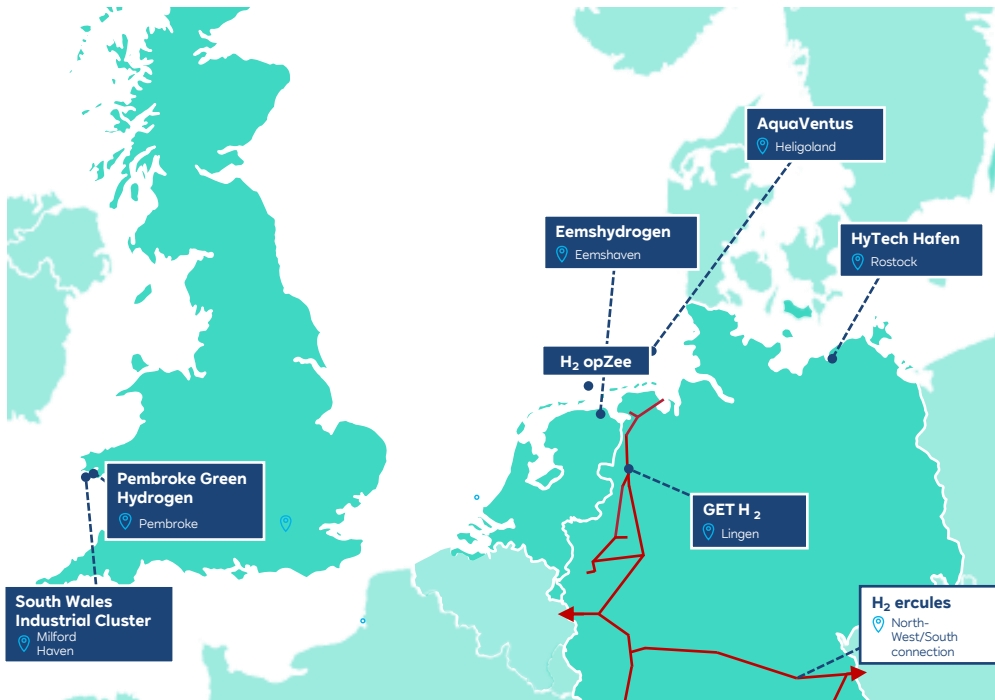 AquaVentus
Heligoland
Eemshydrogen
Eemshaven
HyTech Hafen
Rostock
H₂ opZee
Pembroke Green
Hydrogen
Pembroke
GET H ₂
Lingen
South Wales
Industrial Cluster
Milford
Haven
H₂ ercules
North-
West/South
connection